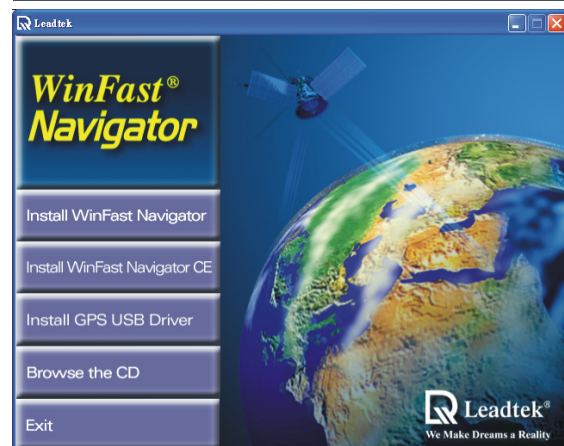 Leadtek
WinFast®
Navigator
Install WinFast Navigator
Install WinFast Navigator CE
Install GPS USB Driver
Browse the CD
Exit
Leadtek®
We Make Dreams a Reality